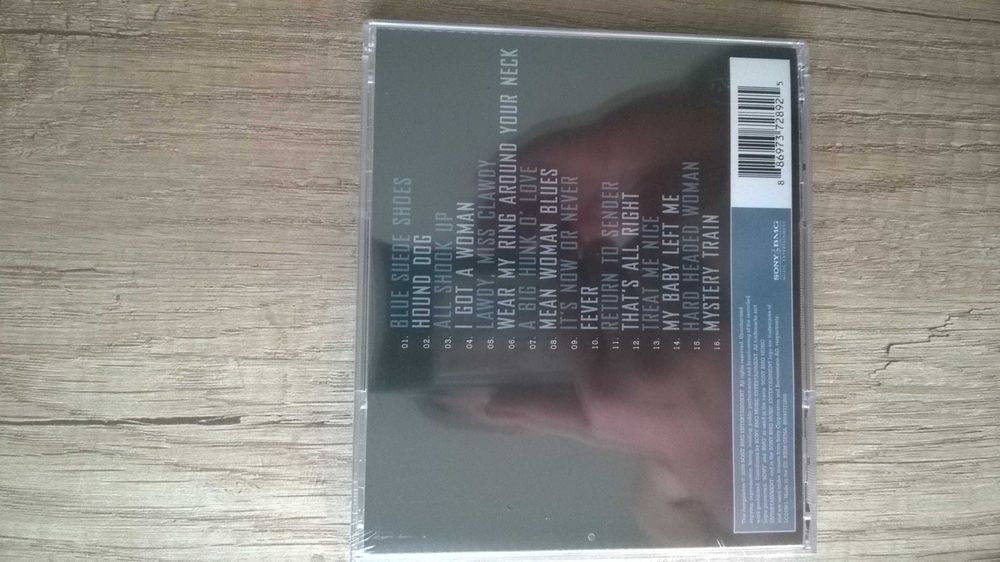 01. BLUE SUEDE SHOES
02. HOUND DOG
03. ALL SHOOK UP
04. I GOT A WOMAN
05. LAWDY, MISS CLAWDY
06. WEAR MY RING AROUND YOUR NECK
07. A BIG HUNK O' LOVE
08. MEAN WOMAN BLUES
09. IT'S NOW OR NEVER
10. FEVER
11. RETURN TO SENDER
12. THAT'S ALL RIGHT
13. TREAT ME NICE
14. MY BABY LEFT ME
15. HARD HEADED WOMAN
16. MYSTERY TRAIN
8 86973 72892 5
SONY BMG
MUSIC ENTERTAINMENT